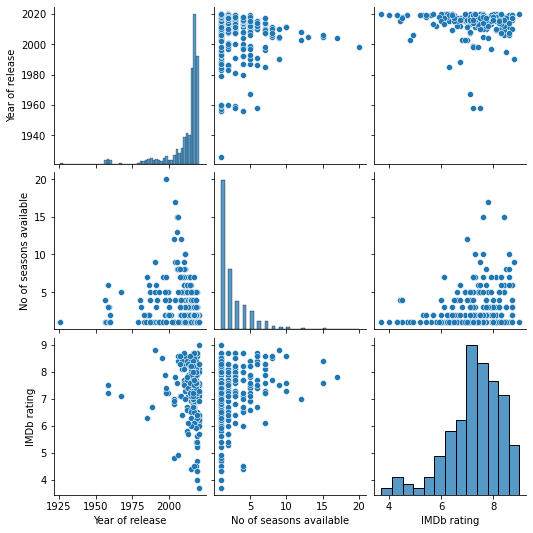 2020
2000
1980
1960
1940
Year of release
20
15
10
5
No of seasons available
9
8
7
6
5
4
IMDb rating
1925 1950 1975 2000
Year of release
5 10 15 20
No of seasons available
4 6 8
IMDb rating